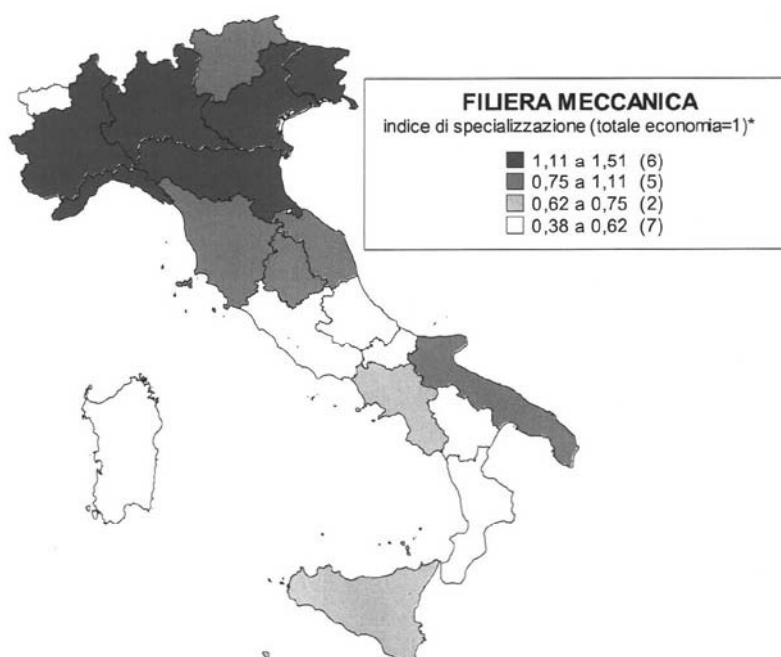 FILIERA MECCANICA
indice di specializzazione (totale economia=1)*
1,11 a 1,51 (6)
0,75 a 1,11 (5)
0,62 a 0,75 (2)
0,38 a 0,62 (7)